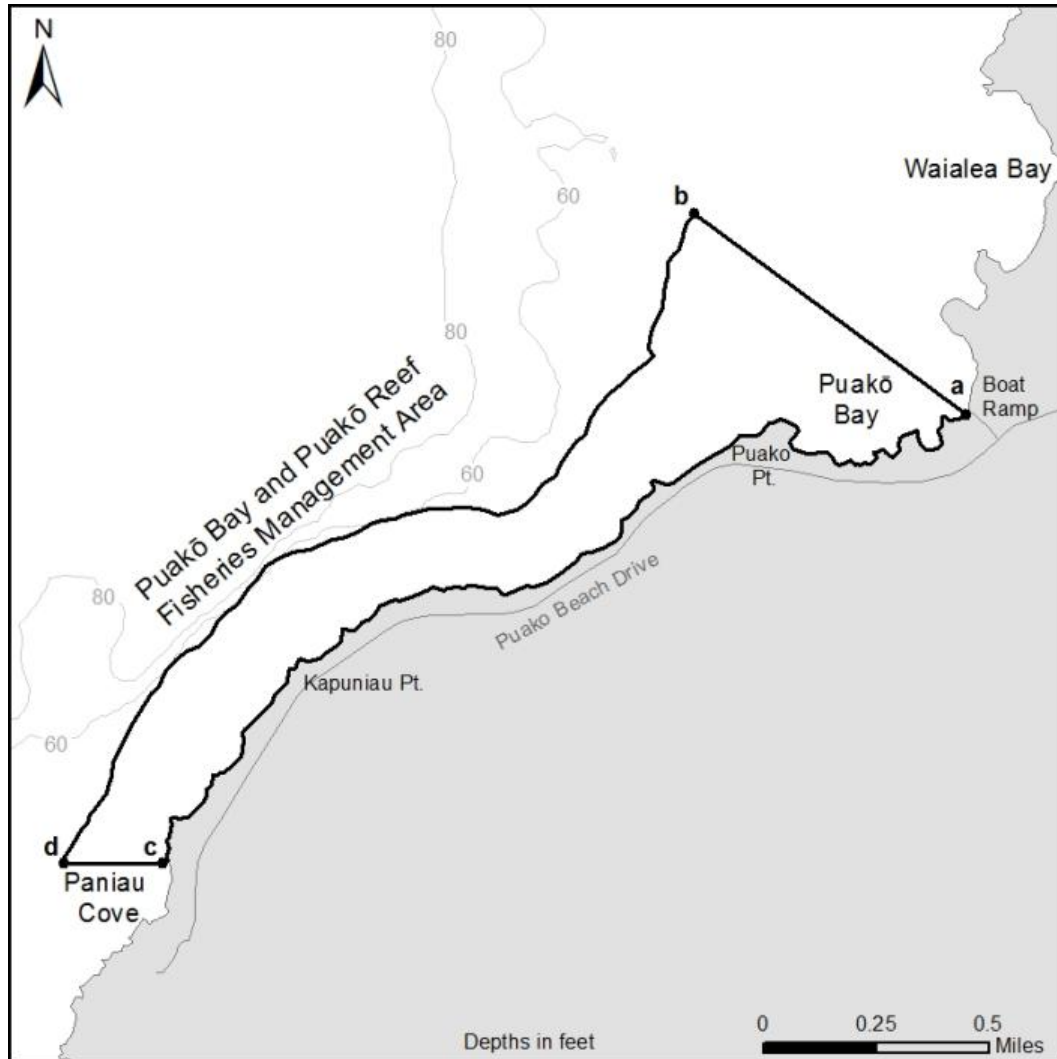 N
80
Waialea Bay
60
b
80
a
Boat
Ramp
Puakō
Bay
Puakō Bay and Puakō Reef
Fisheries Management Area
Puako
Pt.
60
80
Puako Beach Drive
Kapuniau Pt.
60
d
c
Paniau
Cove
Depths in feet
0
0.25
0.5
Miles